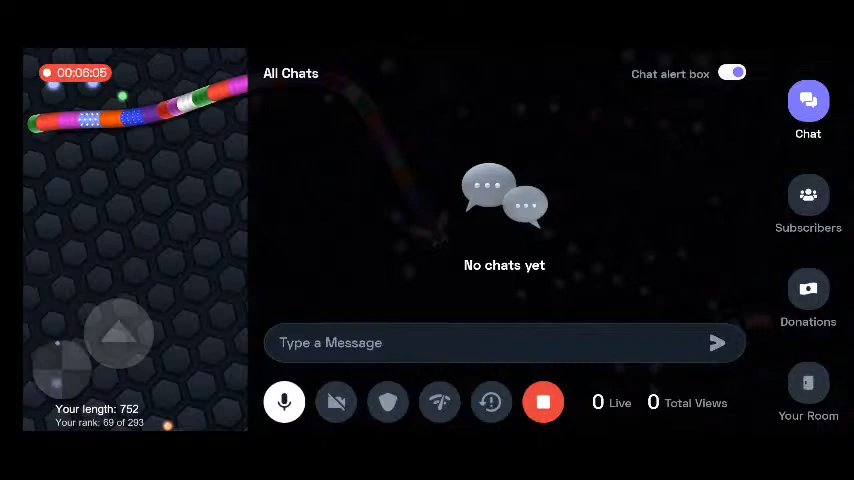 00:06:05
All Chats
Chat alert box
Chat
No chats yet
Subscribers
Donations
Type a Message
Your length: 752
Your rank: 69 of 293
0 Live
0 Total Views
Your Room